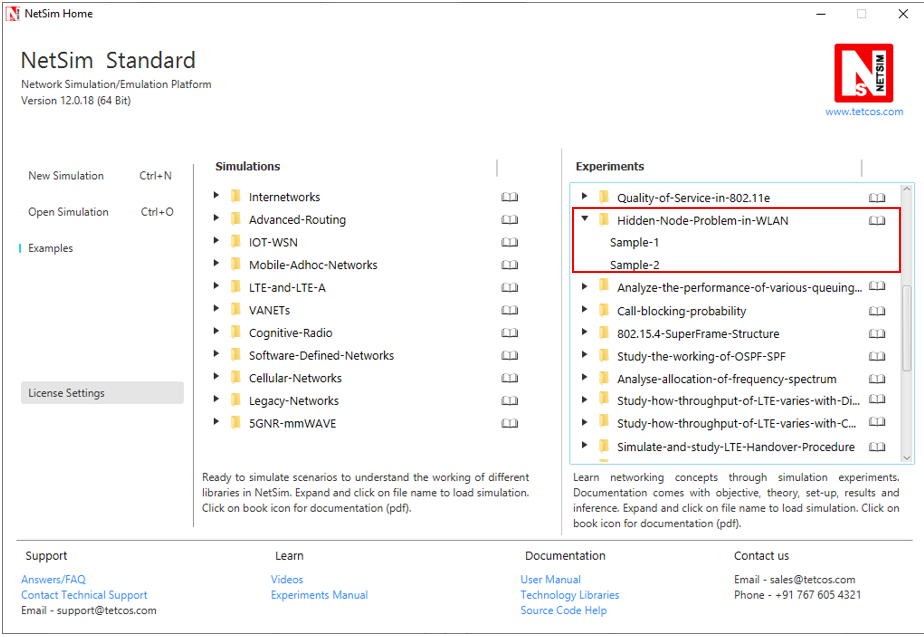 NetSim Home
NetSim Standard
Network Simulation/Emulation Platform
Version 12.0.18 (64 Bit)
NETSIM
NS
www.tetcos.com
New Simulation Ctrl+N
Open Simulation Ctrl+O
Examples
License Settings
Simulations
Internetworks
Advanced-Routing
IOT-WSN
Mobile-Adhoc-Networks
LTE-and-LTE-A
VANETs
Cognitive-Radio
Software-Defined-Networks
Cellular-Networks
Legacy-Networks
5GNR-mmWAVE
Ready to simulate scenarios to understand the working of different
libraries in NetSim. Expand and click on file name to load simulation.
Click on book icon for documentation (pdf).
Experiments
Quality-of-Service-in-802.11e
Hidden-Node-Problem-in-WLAN
Sample-1
Sample-2
Analyze-the-performance-of-various-queuing...
Call-blocking-probability
802.15.4-SuperFrame-Structure
Study-the-working-of-OSPF-SPF
Analyse-allocation-of-frequency-spectrum
Study-how-throughput-of-LTE-varies-with-Di...
Study-how-throughput-of-LTE-varies-with-C...
Simulate-and-study-LTE-Handover-Procedure
Learn networking concepts through simulation experiments.
Documentation comes with objective, theory, set-up, results and
inference. Expand and click on file name to load simulation. Click on
book icon for documentation (pdf).
Support
Answers/FAQ
Contact Technical Support
Email - support@tetcos.com
Learn
Videos
Experiments Manual
Documentation
User Manual
Technology Libraries
Source Code Help
Contact us
Email - sales@tetcos.com
Phone - +91 767 605 4321